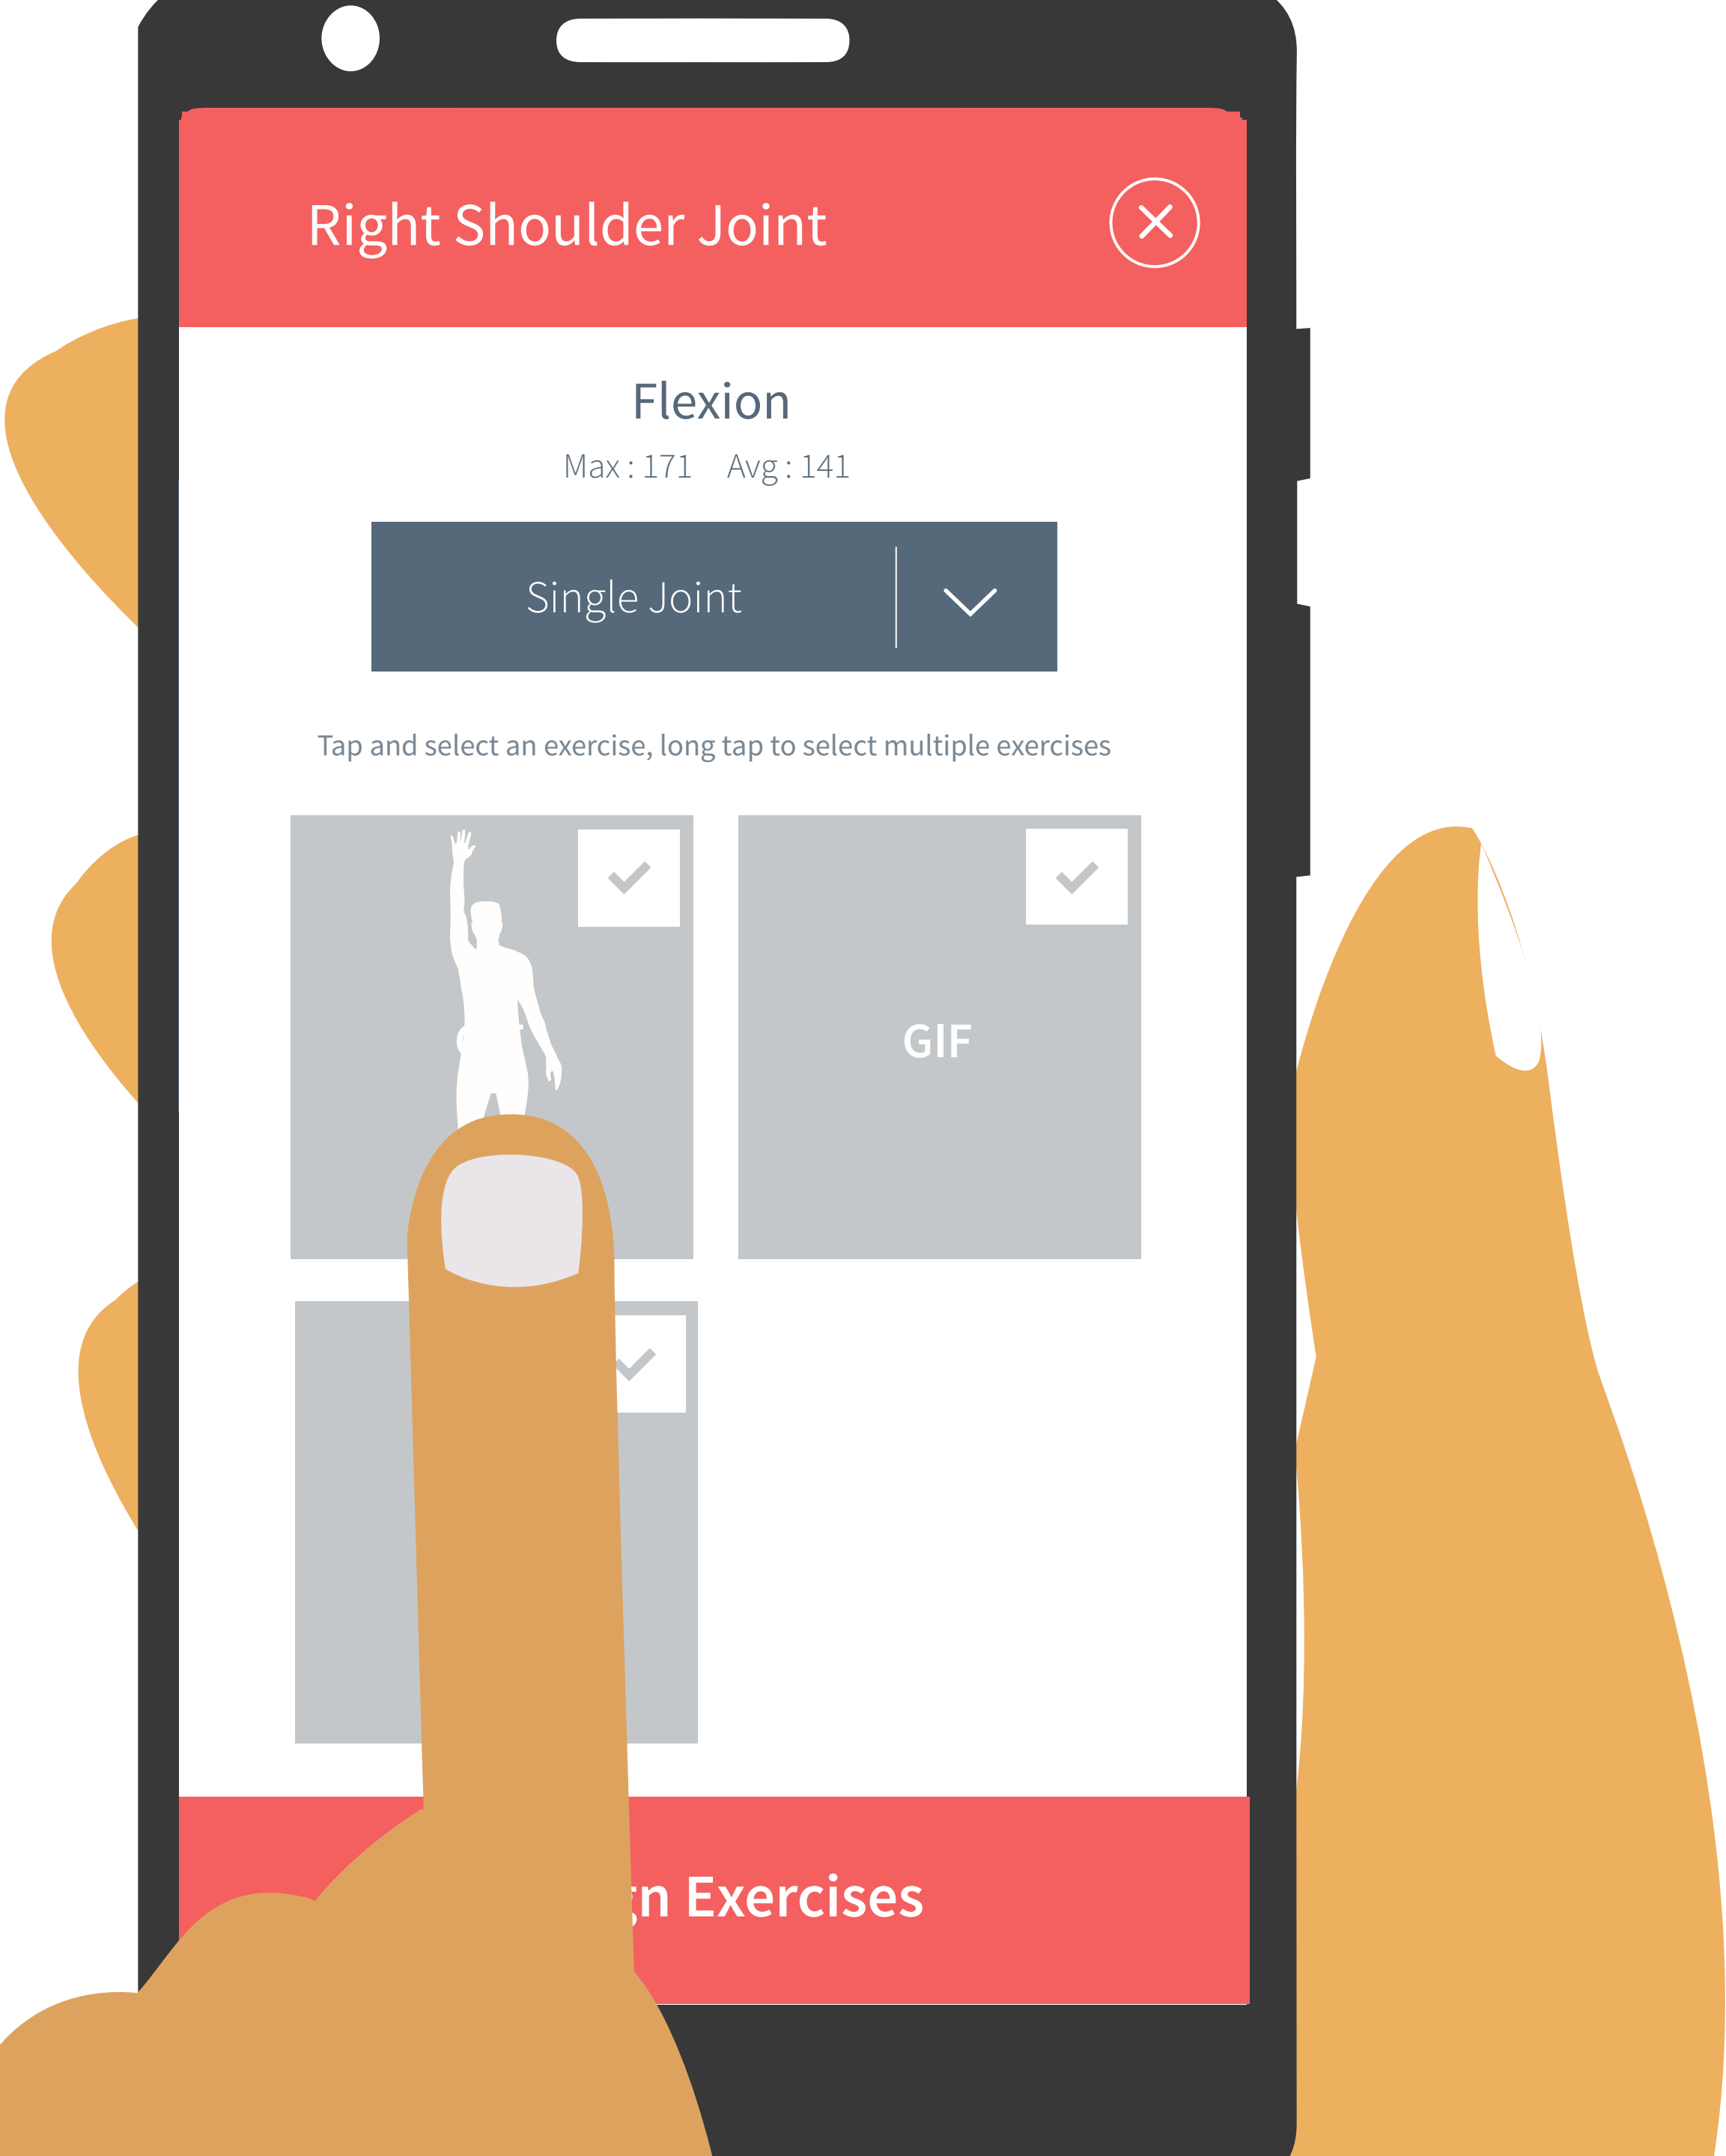 Right Shoulder Joint
Flexion
Max : 171 Avg : 141
Single Joint
Tap and select an exercise, long tap to select multiple exercises
GIF
Exercises